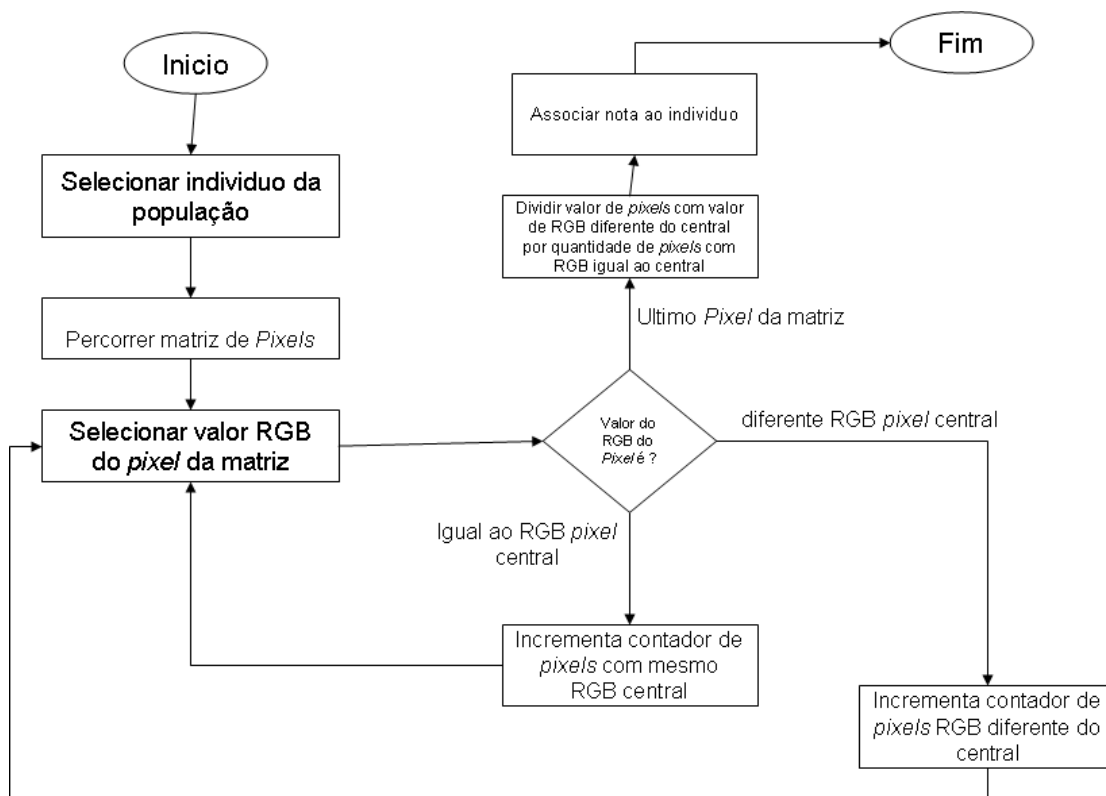 Inicio
Selecionar individuo da
população
Percorrer matriz de Pixels
Selecionar valor RGB
do pixel da matriz
Valor do
RGB do
Pixel é ?
Ultimo Pixel da matriz
Dividir valor de pixels com valor
de RGB diferente do central
por quantidade de pixels com
RGB igual ao central
Associar nota ao individuo
Fim
diferente RGB pixel central
Igual ao RGB pixel
central
Incrementa contador de
pixels com mesmo
RGB central
Incrementa contador de
pixels RGB diferente do
central